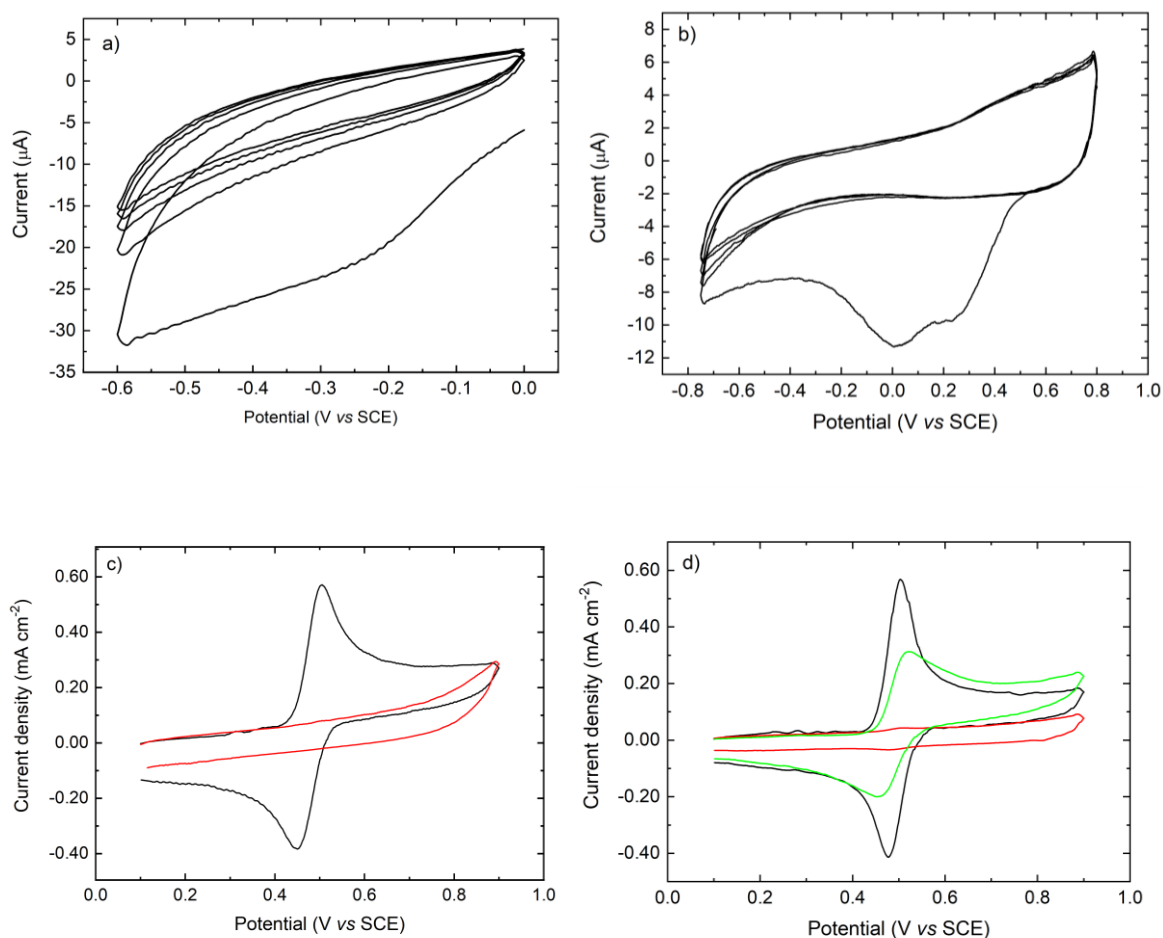 a)
5
0
-5
-10
-15
-20
-25
-30
-35
Current (μA)
-0.6 -0.5 -0.4 -0.3 -0.2 -0.1 0.0
Potential (V vs SCE)
b)
8
6
4
2
0
-2
-4
-6
-8
-10
-12
Current (μA)
-0.8 -0.6 -0.4 -0.2 0.0 0.2 0.4 0.6 0.8 1.0
Potential (V vs SCE)
c)
0.60
0.40
0.20
0.00
-0.20
-0.40
Current density (mA cm-2)
0.0 0.2 0.4 0.6 0.8 1.0
Potential (V vs SCE)
d)
0.60
0.40
0.20
0.00
-0.20
-0.40
Current density (mA cm-2)
0.0 0.2 0.4 0.6 0.8 1.0
Potential (V vs SCE)